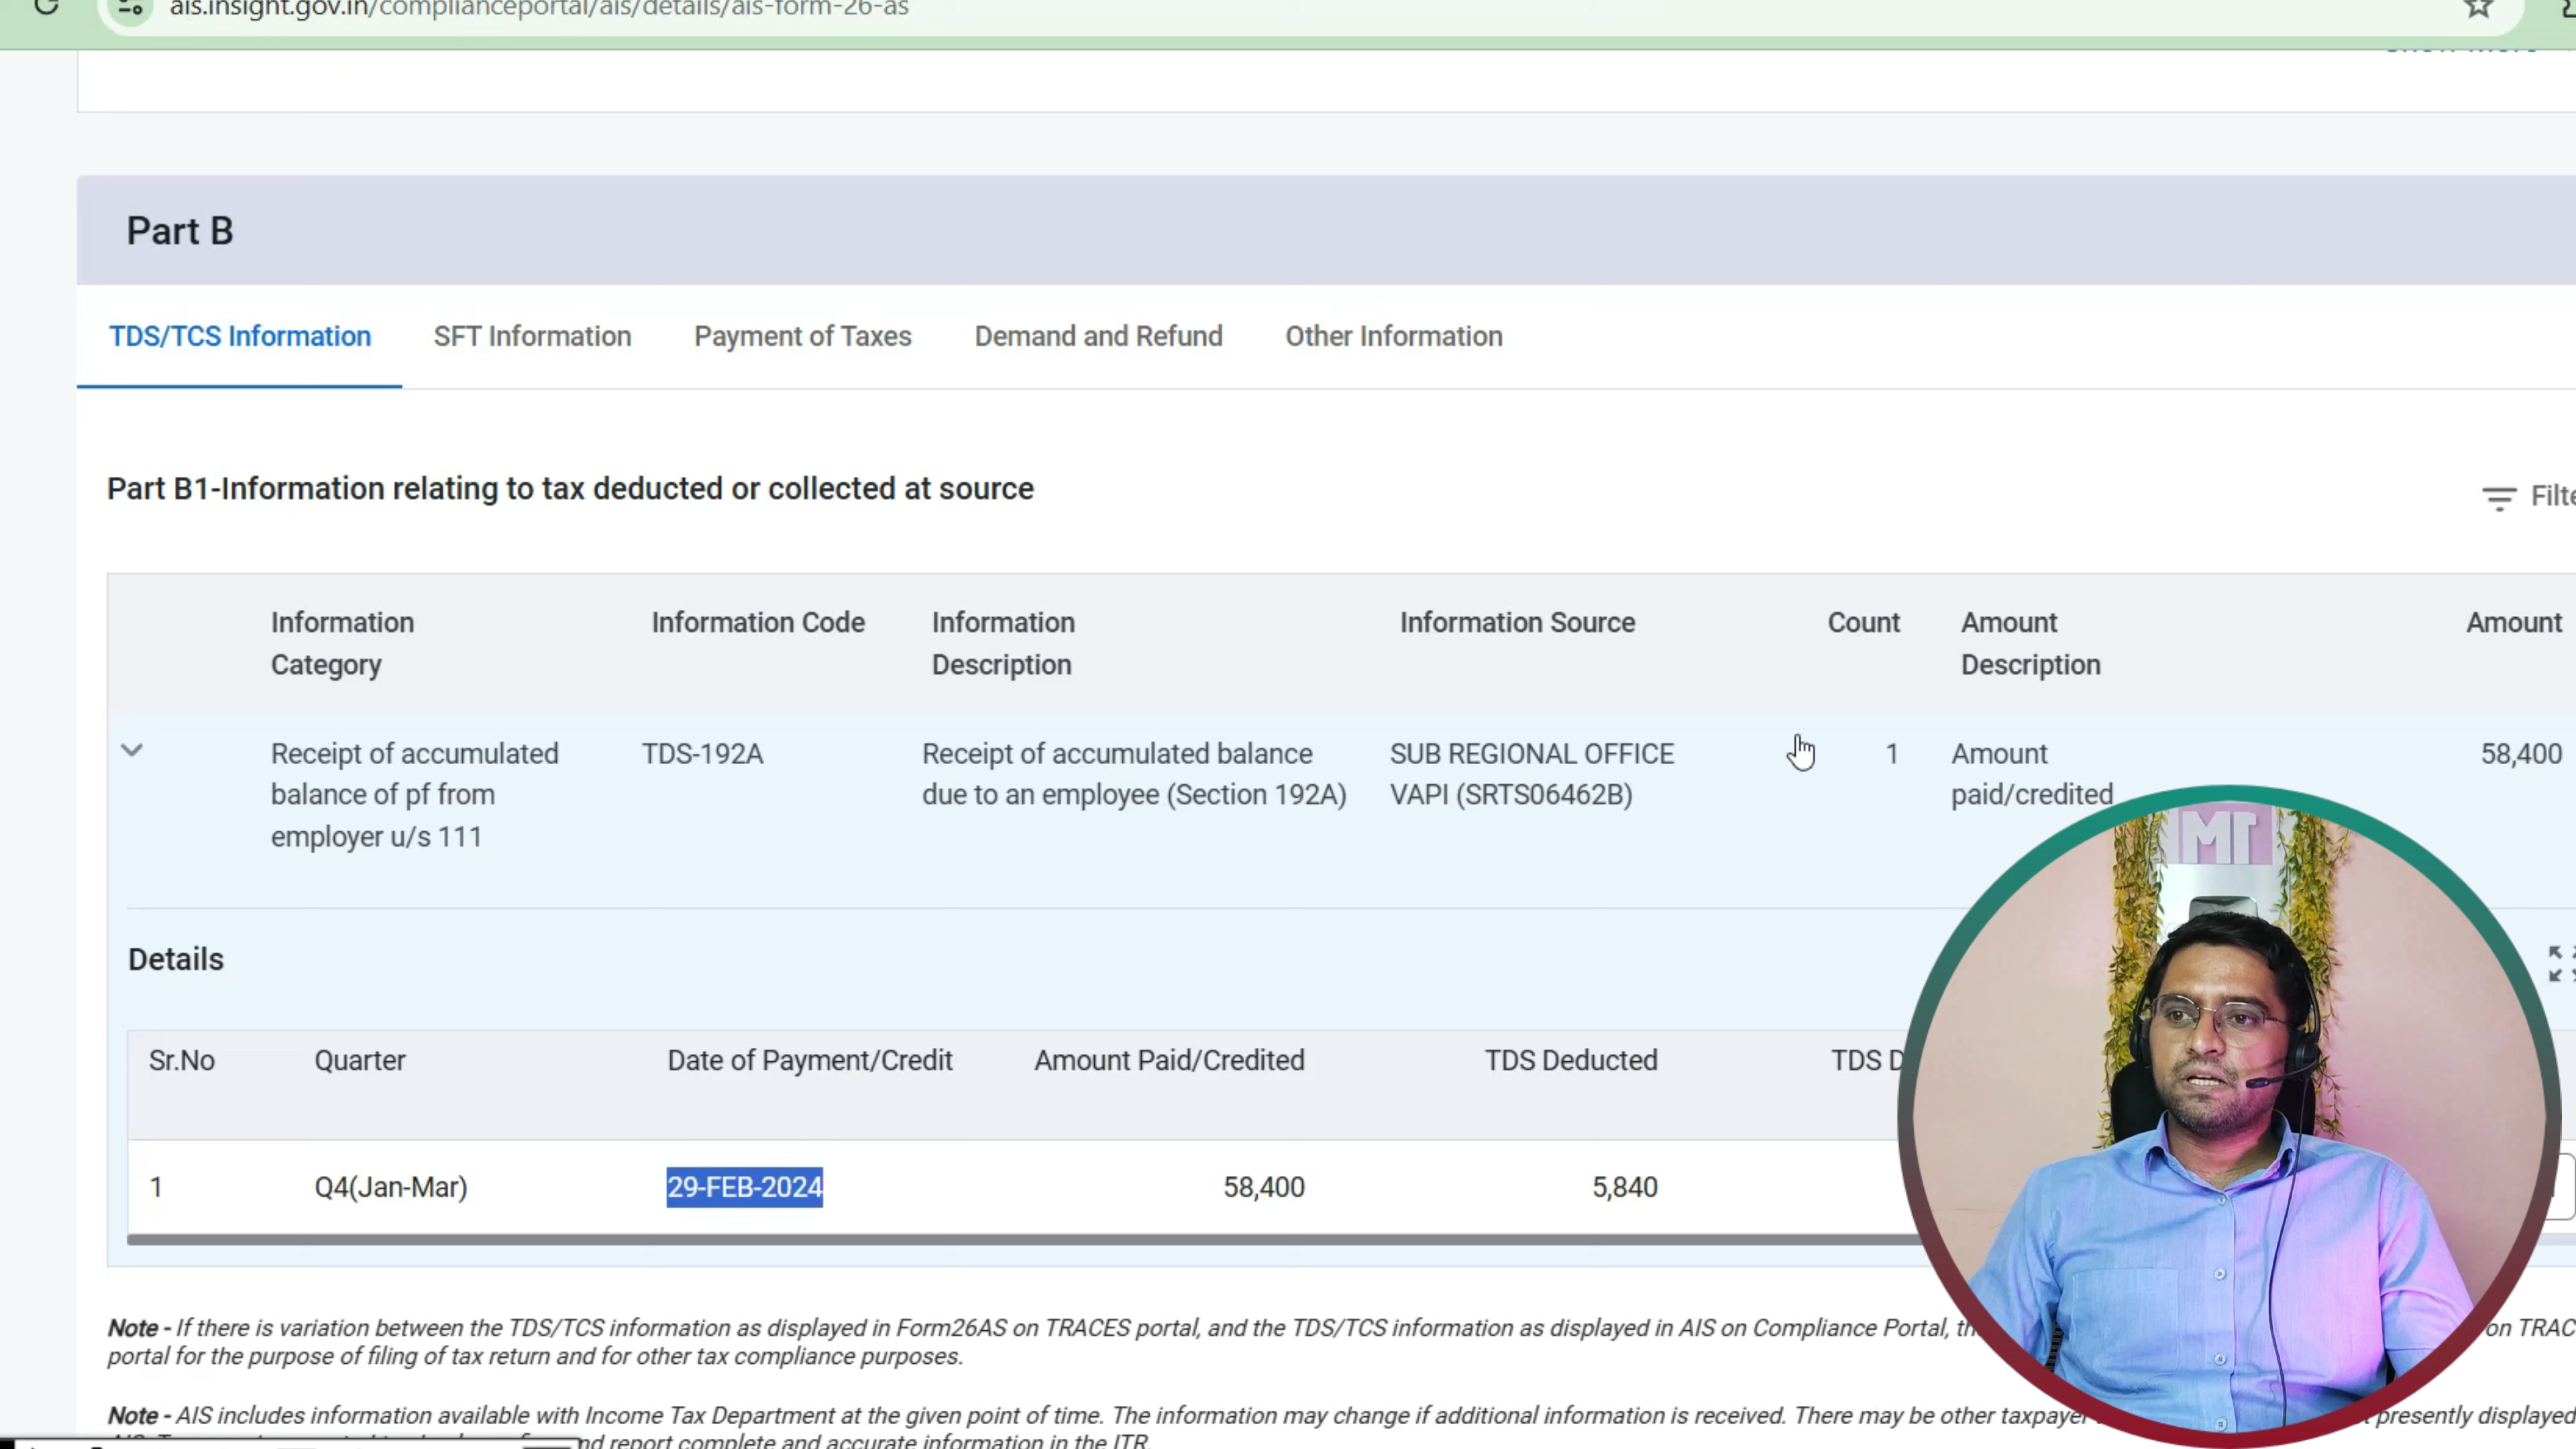 ais.insight.gov.in/complianceportal/ais/details/ais-form-26-as
Part B
TDS/TCS Information SFT Information Payment of Taxes Demand and Refund Other Information
Part B1-Information relating to tax deducted or collected at source
Information Category Information Code Information Description Information Source Count Amount Description Amount
Receipt of accumulated balance of pf from employer u/s 111 TDS-192A Receipt of accumulated balance due to an employee (Section 192A) SUB REGIONAL OFFICE VAPI (SRTS06462B) 1 Amount paid/credited 58,400
Details
Sr.No Quarter Date of Payment/Credit Amount Paid/Credited TDS Deducted TDS
1 Q4(Jan-Mar) 29-FEB-2024 58,400 5,840
Note - If there is variation between the TDS/TCS information as displayed in Form26AS on TRACES portal, and the TDS/TCS information as displayed in AIS on Compliance Portal, on
portal for the purpose of filing of tax return and for other tax compliance purposes.
Note - AIS includes information available with Income Tax Department at the given point of time. The information may change if additional information is received. There may be other taxpayer presently displayed
report complete and accurate information in the ITR.